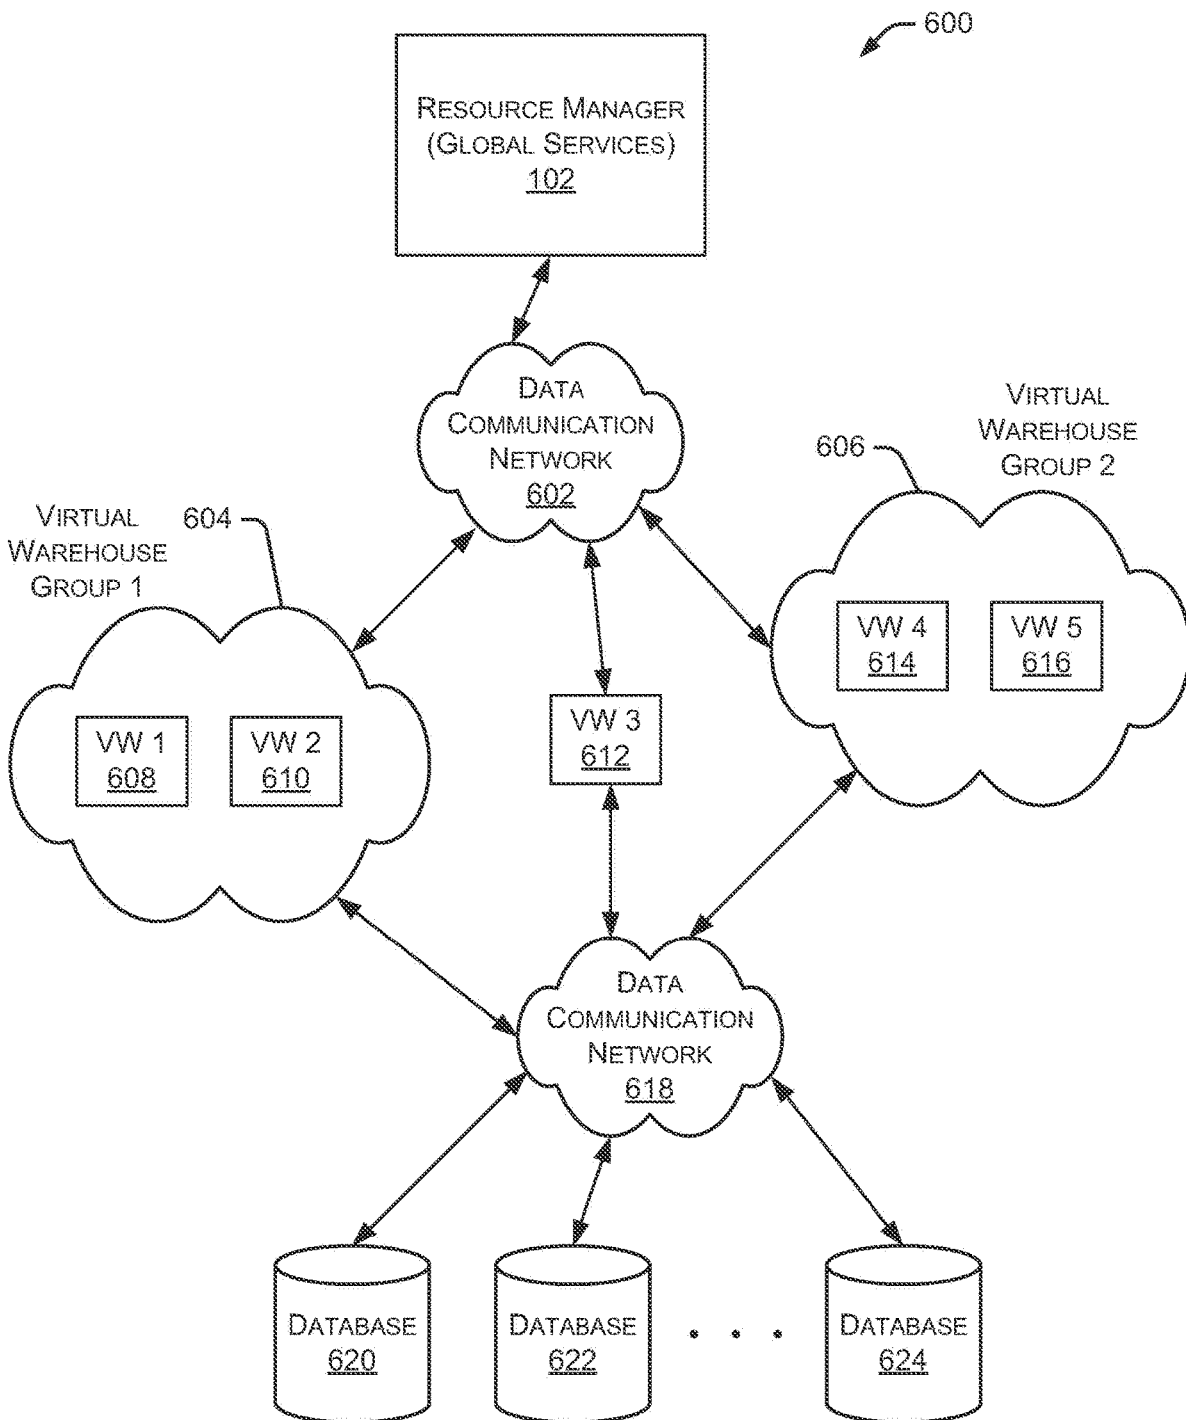 600
RESOURCE MANAGER
(GLOBAL SERVICES)
102
DATA
COMMUNICATION
NETWORK
602
VIRTUAL
WAREHOUSE
GROUP 2
606
VIRTUAL
WAREHOUSE
GROUP 1
604
VW 4
614
VW 5
616
VW 1
608
VW 2
610
VW 3
612
DATA
COMMUNICATION
NETWORK
618
DATABASE
620
DATABASE
622
. . .
DATABASE
624